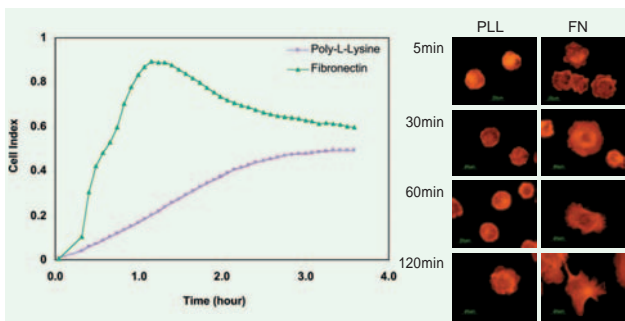 PLL FN
1
Poly-L-Lysine
Fibronectin
5min
0.8
30min
0.6
Cell Index
0.4
60min
0.2
120min
0
0.0 1.0 2.0 3.0 4.0
Time (hour)